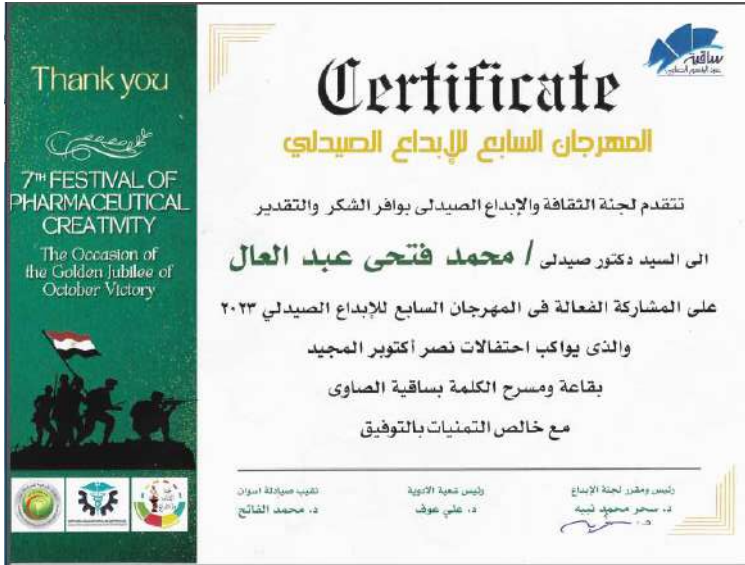 Thank you
7TH FESTIVAL OF
PHARMACEUTICAL
CREATIVITY
The Occasion of
the Golden Jubilee of
October Victory
ساقية
عبد المنعم الصاوي
Certificate
المهرجان السابع للإبداع الصيدلي
تتقدم لجنة الثقافة والإبداع الصيدلى بوافر الشكر والتقدير
الى السيد دكتور صيدلى / محمد فتحى عبد العال
على المشاركة الفعالة فى المهرجان السابع للإبداع الصيدلي ٢٠٢٣
والذى يواكب احتفالات نصر أكتوبر المجيد
بقاعة ومسرح الكلمة بساقية الصاوى
مع خالص التمنيات بالتوفيق
رئيس ومقرر لجنة الإبداع
د. سحر محمد نبيه
رئيس شعبة الادوية
د. علي عوف
نقيب صيادلة اسوان
د. محمد الفاتح